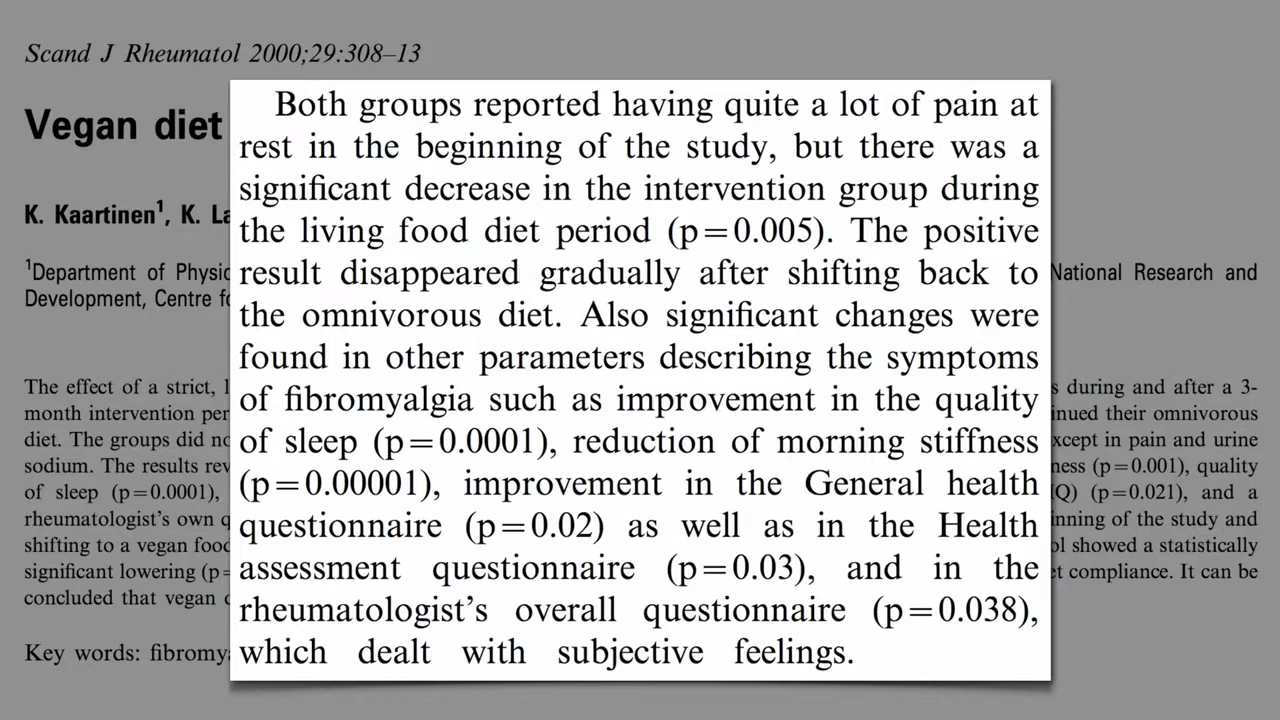 Scand J Rheumatol 2000;29:308–13
Vegan diet
K. Kaartinen¹, K.
¹Department of
National Research and
Development, Centre
The effect of a strict,
s during and after a 3-
month intervention
inued their omnivorous
diet. The groups did
xcept in pain and urine
sodium. The results
ness (p=0.001), quality
of sleep (p=0.0001),
Q) (p=0.021), and a
rheumatologist's own
inning of the study and
shifting to a vegan
ol showed a statistically
significant lowering
et compliance. It can be
concluded that vegan
Key words:
Both groups reported having quite a lot of pain at
rest in the beginning of the study, but there was a
significant decrease in the intervention group during
the living food diet period (p=0.005). The positive
result disappeared gradually after shifting back to
the omnivorous diet. Also significant changes were
found in other parameters describing the symptoms
of fibromyalgia such as improvement in the quality
of sleep (p=0.0001), reduction of morning stiffness
(p=0.00001), improvement in the General health
questionnaire (p=0.02) as well as in the Health
assessment questionnaire (p=0.03), and in the
rheumatologist's overall questionnaire (p=0.038),
which dealt with subjective feelings.